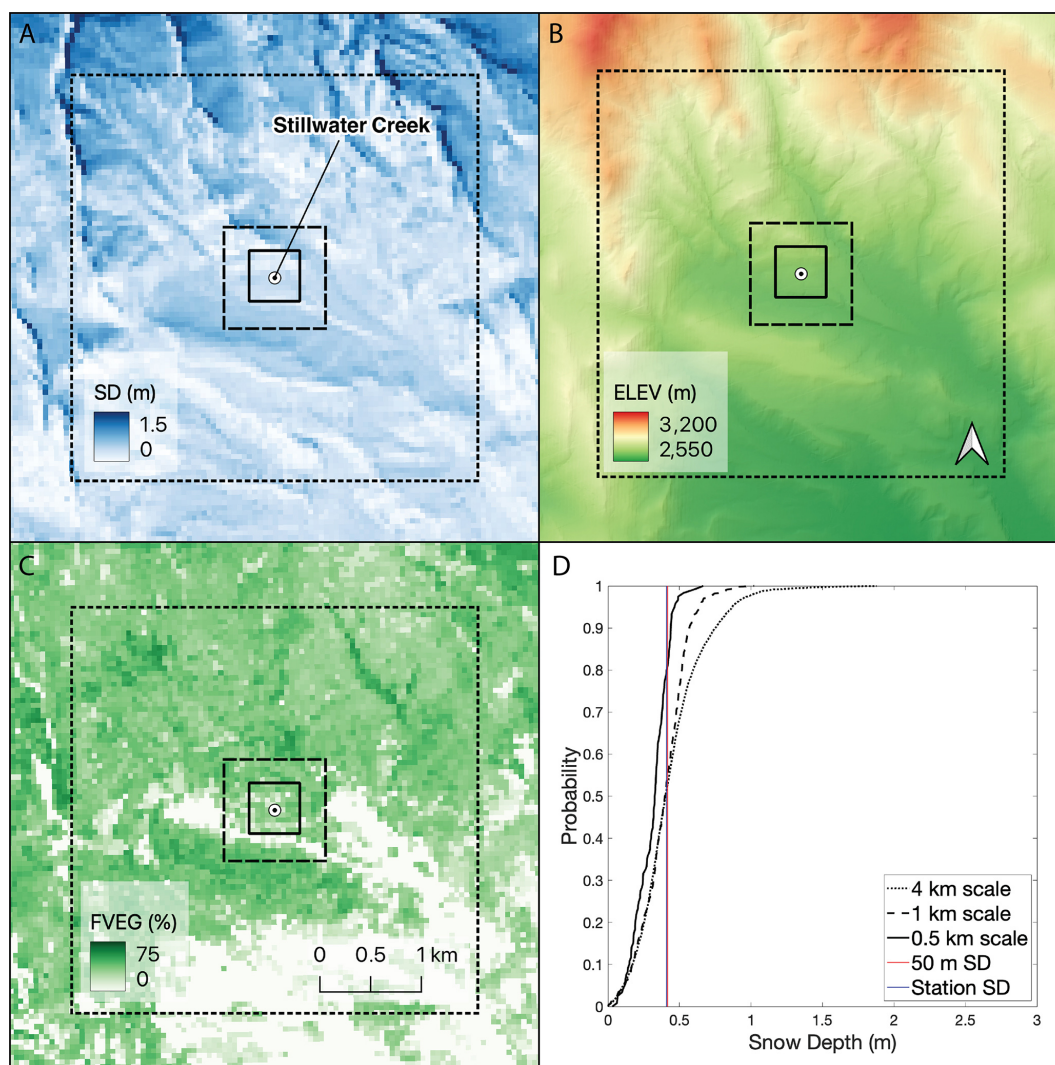 A
Stillwater Creek
SD (m)
1.5
0
B
ELEV (m)
3,200
2,550
C
FVEG (%)
75
0
0 0.5 1 km
D
Probability
1
0.9
0.8
0.7
0.6
0.5
0.4
0.3
0.2
0.1
0
0 0.5 1 1.5 2 2.5 3
Snow Depth (m)
4 km scale
1 km scale
0.5 km scale
50 m SD
Station SD